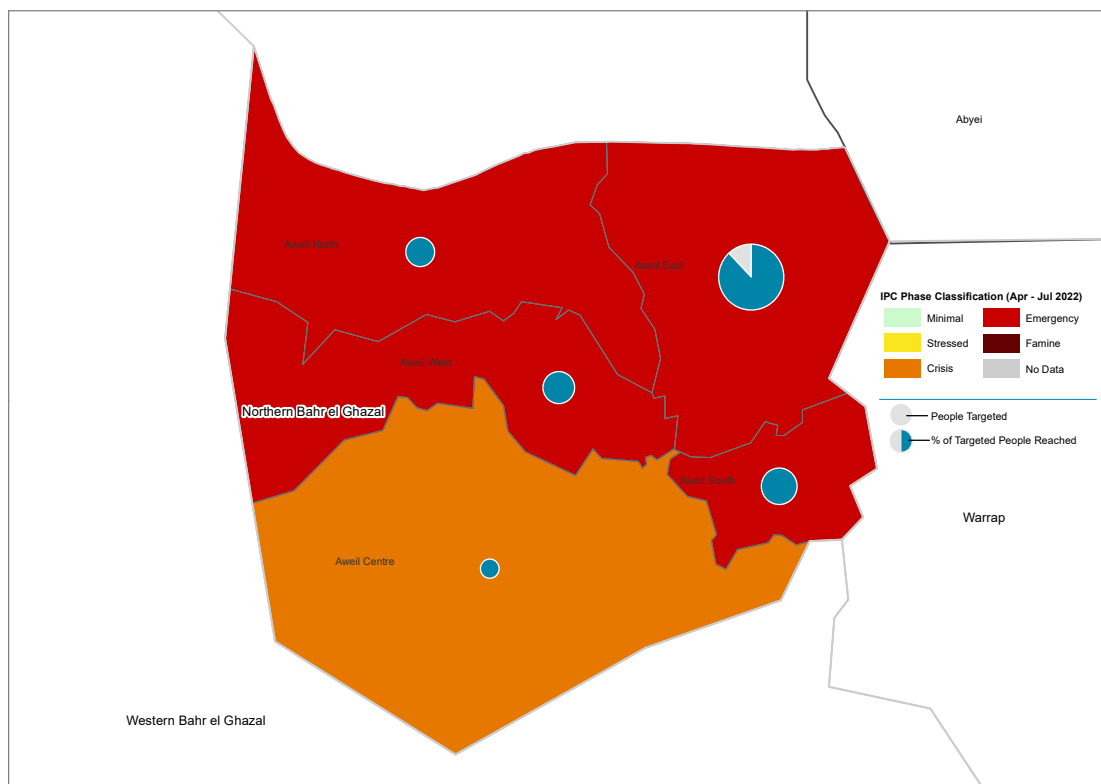 Abyei
Aweil North
Aweil East
IPC Phase Classification (Apr - Jul 2022)
Minimal
Emergency
Stressed
Famine
Crisis
No Data
Aweil West
Northern Bahr el Ghazal
People Targeted
% of Targeted People Reached
Aweil South
Warrap
Aweil Centre
Western Bahr el Ghazal